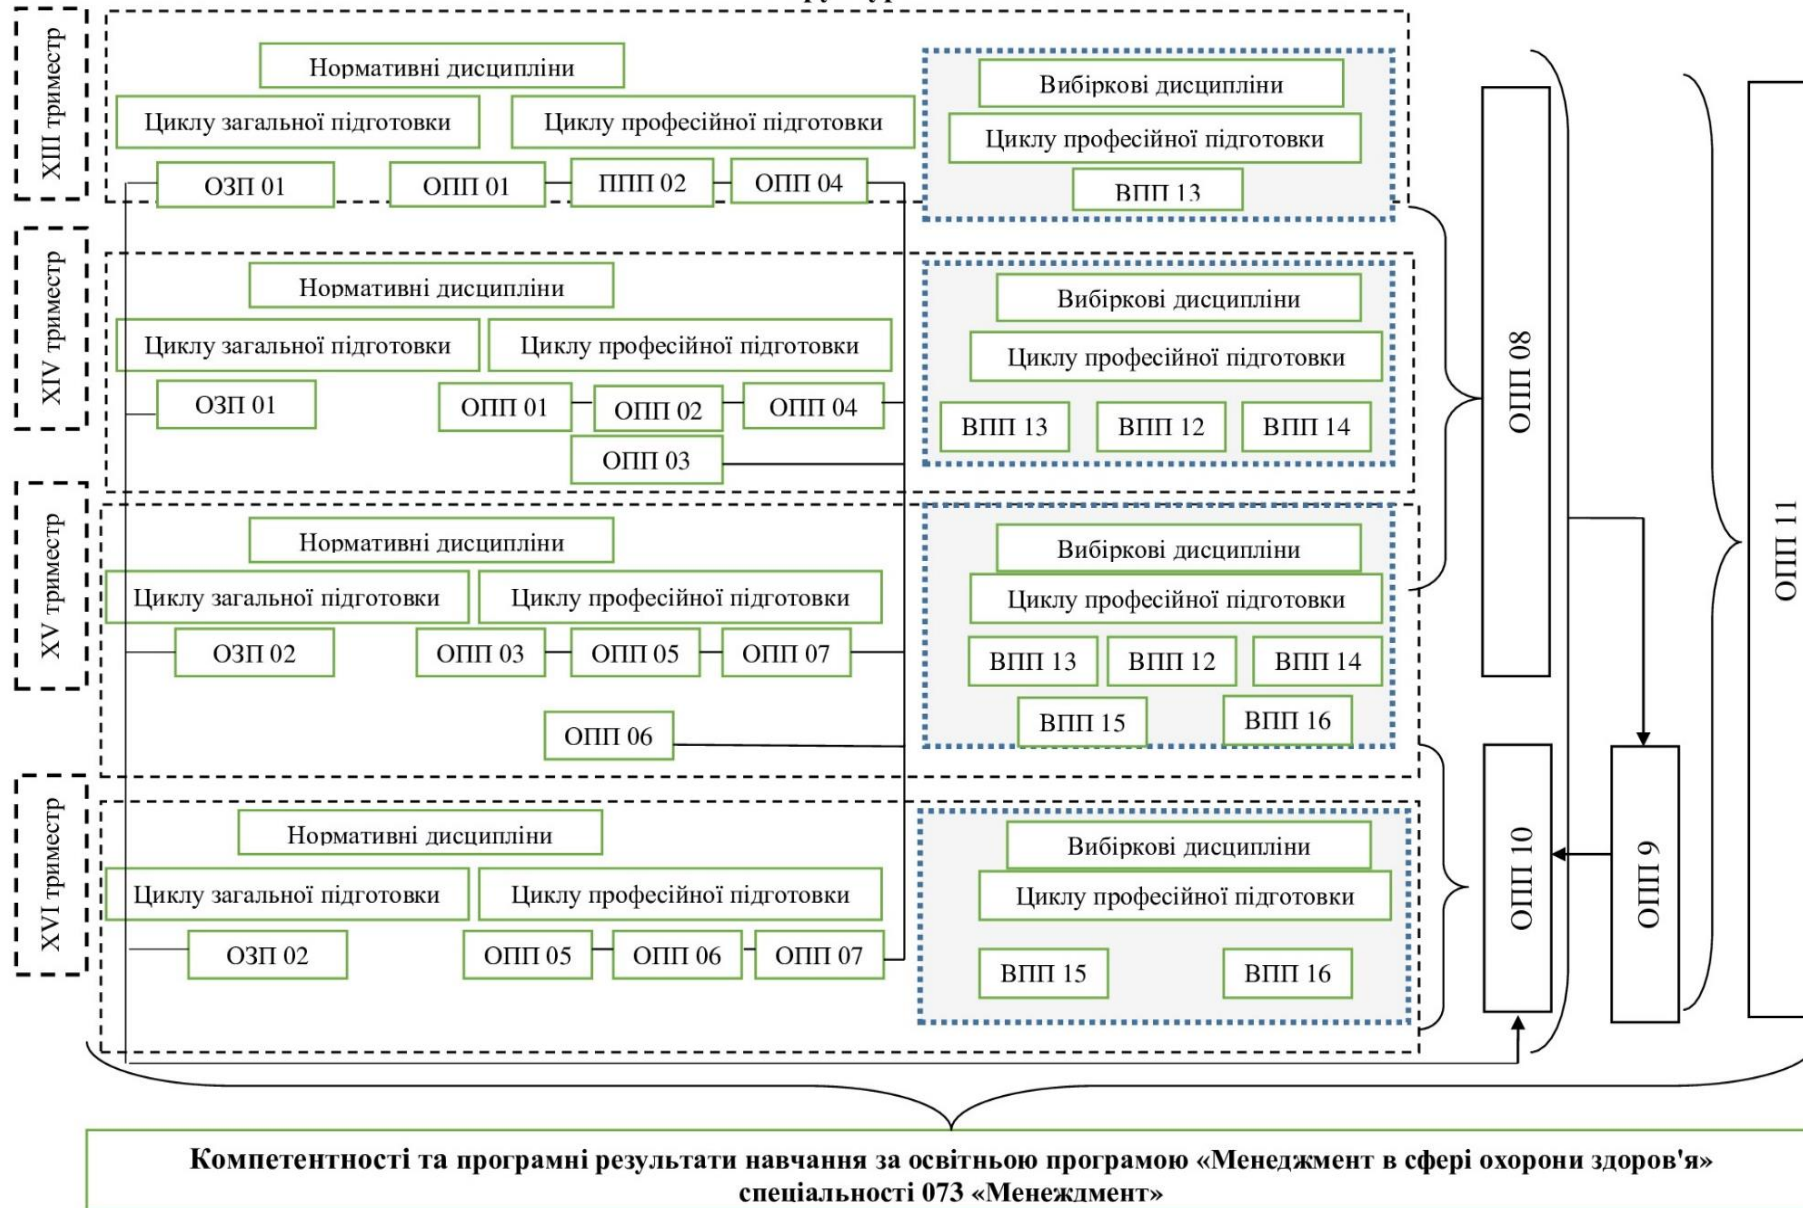 XIII триместр
Нормативні дисципліни
Циклу загальної підготовки
Циклу професійної підготовки
ОЗП 01
ОПП 01
ППП 02
ОПП 04
Вибіркові дисципліни
Циклу професійної підготовки
ВПП 13
XIV триместр
Нормативні дисципліни
Циклу загальної підготовки
Циклу професійної підготовки
ОЗП 01
ОПП 01
ОПП 02
ОПП 04
ОПП 03
Вибіркові дисципліни
Циклу професійної підготовки
ВПП 13
ВПП 12
ВПП 14
XV триместр
Нормативні дисципліни
Циклу загальної підготовки
Циклу професійної підготовки
ОЗП 02
ОПП 03
ОПП 05
ОПП 07
ОПП 06
Вибіркові дисципліни
Циклу професійної підготовки
ВПП 13
ВПП 12
ВПП 14
ВПП 15
ВПП 16
XVI триместр
Нормативні дисципліни
Циклу загальної підготовки
Циклу професійної підготовки
ОЗП 02
ОПП 05
ОПП 06
ОПП 07
Вибіркові дисципліни
Циклу професійної підготовки
ВПП 15
ВПП 16
ОПП 08
ОПП 10
ОПП 9
ОПП 11
Компетентності та програмні результати навчання за освітньою програмою «Менеджмент в сфері охорони здоров'я»
спеціальності 073 «Менеждмент»